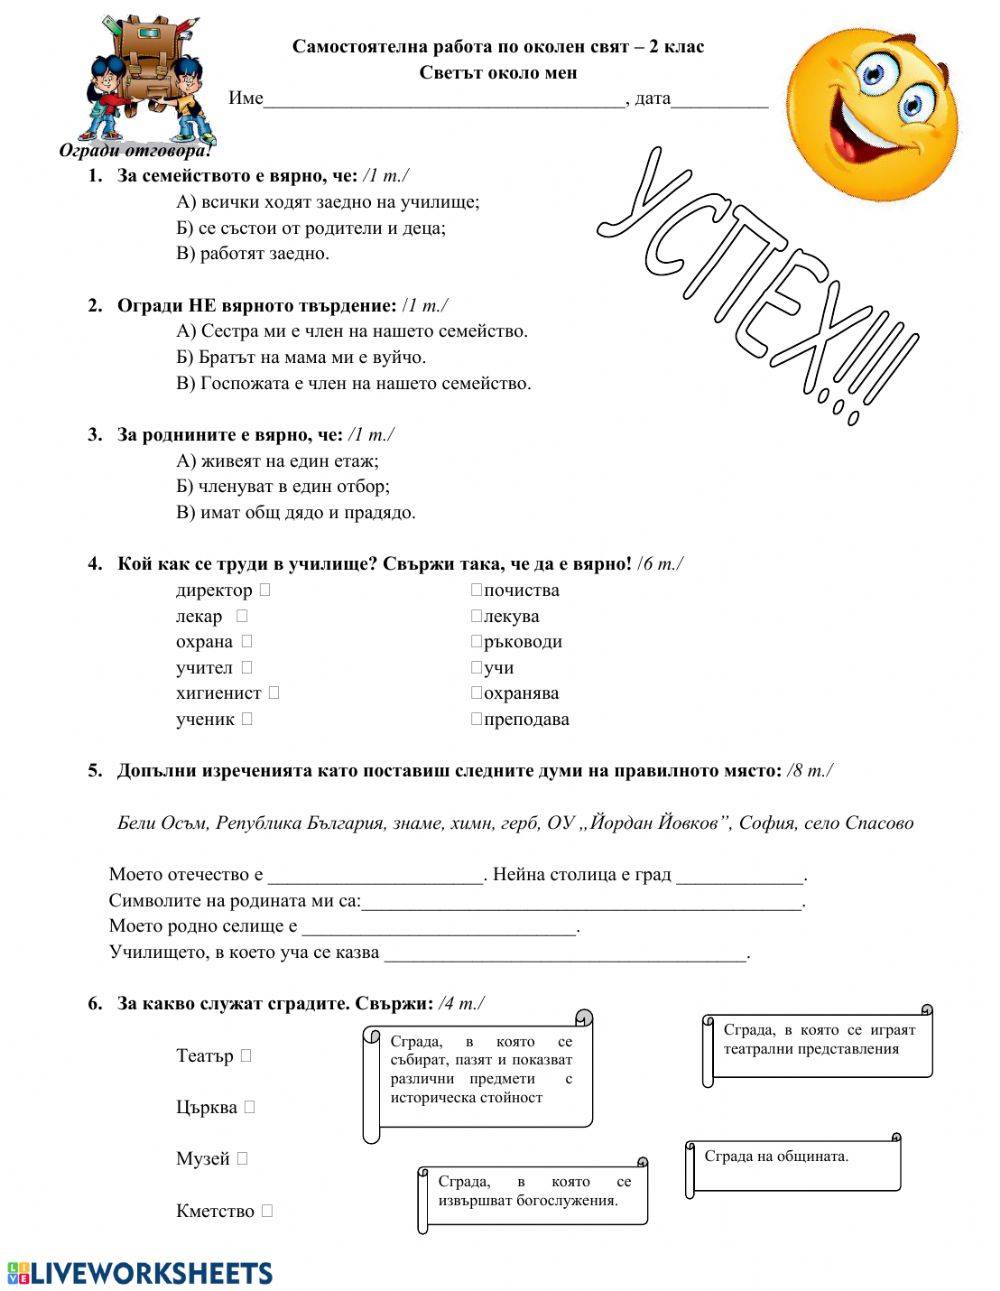 Самостоятелна работа по околен свят – 2 клас
Светът около мен
Име_____________________________________, дата__________
Огради отговора!
УСПЕХ!!!
1. За семейството е вярно, че: /1 т./
А) всички ходят заедно на училище;
Б) се състои от родители и деца;
В) работят заедно.
2. Огради НЕ вярното твърдение: /1 т./
А) Сестра ми е член на нашето семейство.
Б) Братът на мама ми е вуйчо.
В) Госпожата е член на нашето семейство.
3. За роднините е вярно, че: /1 т./
А) живеят на един етаж;
Б) членуват в един отбор;
В) имат общ дядо и прадядо.
4. Кой как се труди в училище? Свържи така, че да е вярно! /6 т./
директор □ □почиства
лекар □ □лекува
охрана □ □ръководи
учител □ □учи
хигиенист □ □охранява
ученик □ □преподава
5. Допълни изреченията като поставиш следните думи на правилното място: /8 т./
Бели Осъм, Република България, знаме, химн, герб, ОУ „Йордан Йовков”, София, село Спасово
Моето отечество е ______________________. Нейна столица е град _____________.
Символите на родината ми са:_____________________________________________.
Моето родно селище е ____________________________.
Училището, в което уча се казва _____________________________________.
6. За какво служат сградите. Свържи: /4 т./
Театър □
Църква □
Музей □
Кметство □
Сграда, в която се
събират, пазят и показват
различни предмети с
историческа стойност
Сграда, в която се играят
театрални представления
Сграда, в която се
извършват богослужения.
Сграда на общината.
LIVE LIVEWORKSHEETS